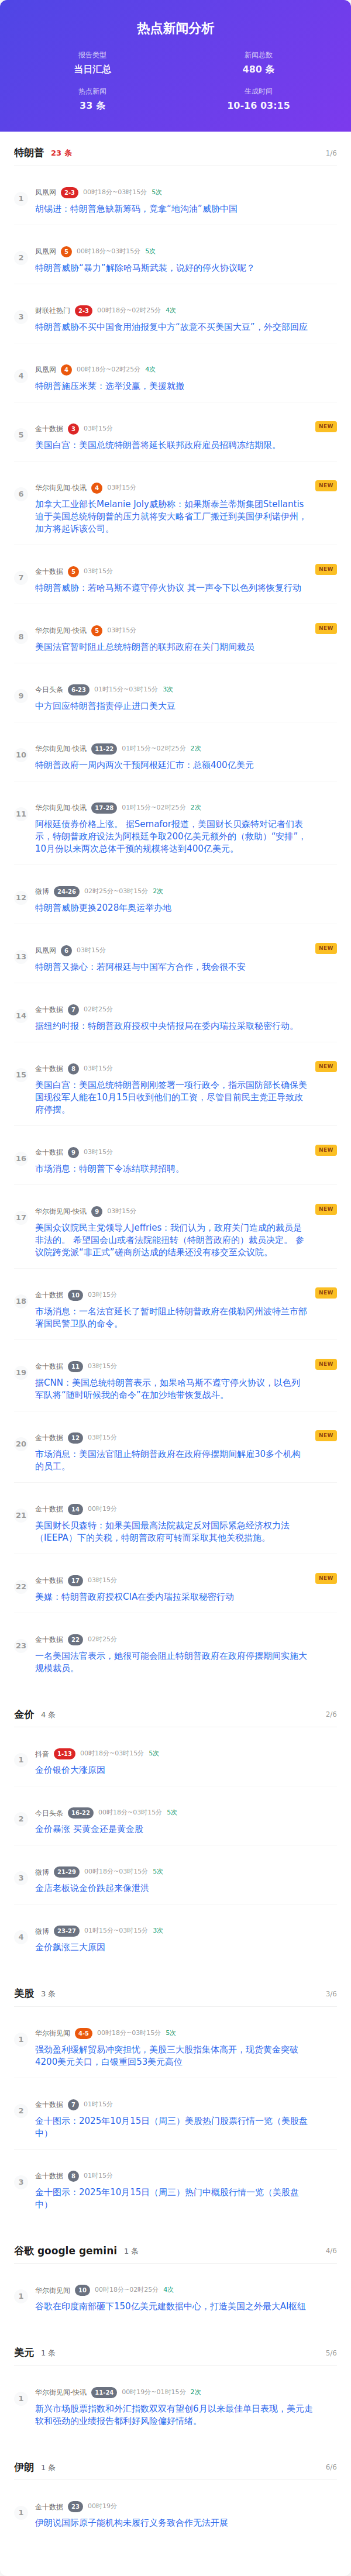 热点新闻分析
报告类型
当日汇总
新闻总数
480 条
热点新闻
33 条
生成时间
10-16 03:15
特朗普 23 条 1/6
1
凤凰网 2-3 00时18分~03时15分 5次
胡锡进：特朗普急缺新筹码，竟拿“地沟油”威胁中国
2
凤凰网 5 00时18分~03时15分 5次
特朗普威胁“暴力”解除哈马斯武装，说好的停火协议呢？
3
财联社热门 2-3 00时18分~02时25分 4次
特朗普威胁不买中国食用油报复中方“故意不买美国大豆”，外交部回应
4
凤凰网 4 00时18分~02时25分 4次
特朗普施压米莱：选举没赢，美援就撤
5
金十数据 3 03时15分 NEW
美国白宫：美国总统特朗普将延长联邦政府雇员招聘冻结期限。
6
华尔街见闻-快讯 4 03时15分 NEW
加拿大工业部长Melanie Joly威胁称：如果斯泰兰蒂斯集团Stellantis
迫于美国总统特朗普的压力就将安大略省工厂搬迁到美国伊利诺伊州，
加方将起诉该公司。
7
金十数据 5 03时15分 NEW
特朗普威胁：若哈马斯不遵守停火协议 其一声令下以色列将恢复行动
8
华尔街见闻-快讯 5 03时15分 NEW
美国法官暂时阻止总统特朗普的联邦政府在关门期间裁员
9
今日头条 6-23 01时15分~03时15分 3次
中方回应特朗普指责停止进口美大豆
10
华尔街见闻-快讯 11-22 01时15分~02时25分 2次
特朗普政府一周内两次干预阿根廷汇市：总额400亿美元
11
华尔街见闻-快讯 17-28 01时15分~02时25分 2次
阿根廷债券价格上涨。 据Semafor报道，美国财长贝森特对记者们表
示，特朗普政府设法为阿根廷争取200亿美元额外的（救助）“安排”，
10月份以来两次总体干预的规模将达到400亿美元。
12
微博 24-26 02时25分~03时15分 2次
特朗普威胁更换2028年奥运举办地
13
凤凰网 6 03时15分 NEW
特朗普又操心：若阿根廷与中国军方合作，我会很不安
14
金十数据 7 02时25分
据纽约时报：特朗普政府授权中央情报局在委内瑞拉采取秘密行动。
15
金十数据 8 03时15分 NEW
美国白宫：美国总统特朗普刚刚签署一项行政令，指示国防部长确保美
国现役军人能在10月15日收到他们的工资，尽管目前民主党正导致政
府停摆。
16
金十数据 9 03时15分 NEW
市场消息：特朗普下令冻结联邦招聘。
17
华尔街见闻-快讯 9 03时15分 NEW
美国众议院民主党领导人Jeffries：我们认为，政府关门造成的裁员是
非法的。 希望国会山或者法院能扭转（特朗普政府的）裁员决定。 参
议院跨党派“非正式”磋商所达成的结果还没有移交至众议院。
18
金十数据 10 03时15分 NEW
市场消息：一名法官延长了暂时阻止特朗普政府在俄勒冈州波特兰市部
署国民警卫队的命令。
19
金十数据 11 03时15分 NEW
据CNN：美国总统特朗普表示，如果哈马斯不遵守停火协议，以色列
军队将“随时听候我的命令”在加沙地带恢复战斗。
20
金十数据 12 03时15分 NEW
市场消息：美国法官阻止特朗普政府在政府停摆期间解雇30多个机构
的员工。
21
金十数据 14 00时19分
美国财长贝森特：如果美国最高法院裁定反对国际紧急经济权力法
（IEEPA）下的关税，特朗普政府可转而采取其他关税措施。
22
金十数据 17 03时15分 NEW
美媒：特朗普政府授权CIA在委内瑞拉采取秘密行动
23
金十数据 22 02时25分
一名美国法官表示，她很可能会阻止特朗普政府在政府停摆期间实施大
规模裁员。
金价 4 条 2/6
1
抖音 1-13 00时18分~03时15分 5次
金价银价大涨原因
2
今日头条 16-22 00时18分~03时15分 5次
金价暴涨 买黄金还是黄金股
3
微博 21-29 00时18分~03时15分 5次
金店老板说金价跌起来像泄洪
4
微博 23-27 01时15分~03时15分 3次
金价飙涨三大原因
美股 3 条 3/6
1
华尔街见闻 4-5 00时18分~03时15分 5次
强劲盈利缓解贸易冲突担忧，美股三大股指集体高开，现货黄金突破
4200美元关口，白银重回53美元高位
2
金十数据 7 01时15分
金十图示：2025年10月15日（周三）美股热门股票行情一览（美股盘
中）
3
金十数据 8 01时15分
金十图示：2025年10月15日（周三）热门中概股行情一览（美股盘
中）
谷歌 google gemini 1 条 4/6
1
华尔街见闻 10 00时18分~02时25分 4次
谷歌在印度南部砸下150亿美元建数据中心，打造美国之外最大AI枢纽
美元 1 条 5/6
1
华尔街见闻-快讯 11-24 00时19分~01时15分 2次
新兴市场股票指数和外汇指数双双有望创6月以来最佳单日表现，美元走
软和强劲的业绩报告都利好风险偏好情绪。
伊朗 1 条 6/6
1
金十数据 23 00时19分
伊朗说国际原子能机构未履行义务致合作无法开展